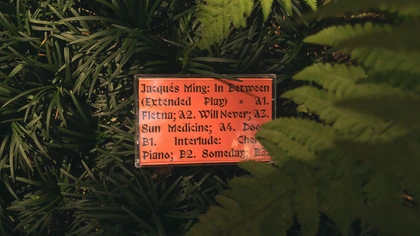 Jacqués Ming: In Between
(Extended Play) * A1.
Fletna; A2. Will Never; A3.
Sun Medicine; A4.
B1. Interlude:
Piano; B2. Someday;